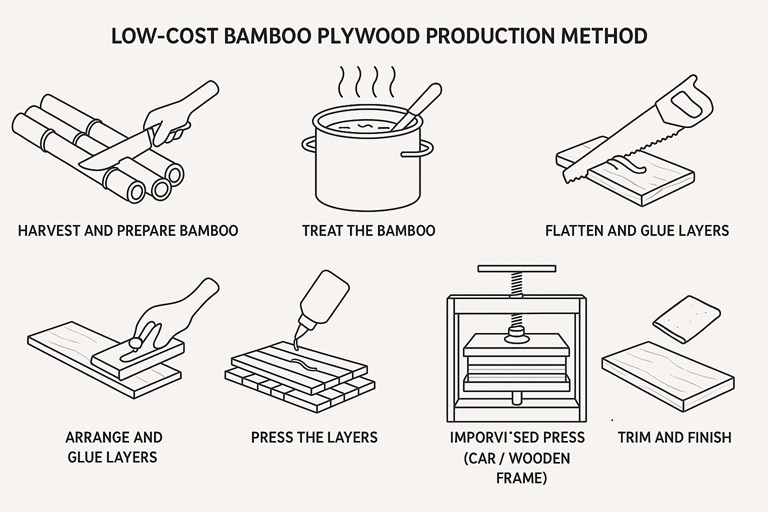 LOW-COST BAMBOO PLYWOOD PRODUCTION METHOD
HARVEST AND PREPARE BAMBOO
TREAT THE BAMBOO
FLATTEN AND GLUE LAYERS
ARRANGE AND
GLUE LAYERS
PRESS THE LAYERS
IMPORVI'SED PRESS
(CAR / WOODEN
FRAME)
TRIM AND FINISH